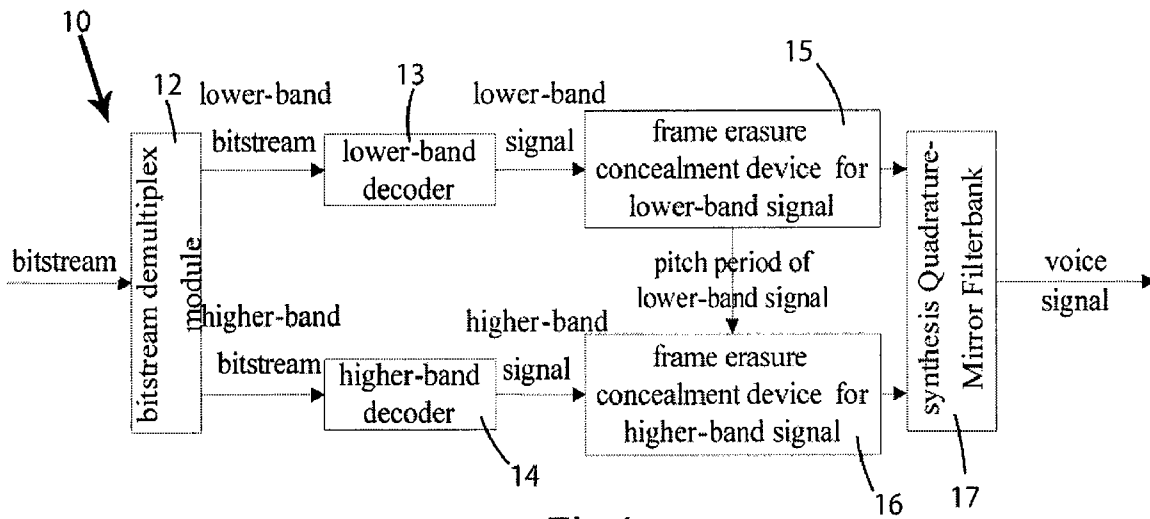 10
12
bitstream
bitstream demultiplex
module
lower-band
bitstream
13
lower-band
decoder
lower-band
signal
15
frame erasure
concealment device for
lower-band signal
pitch period of
lower-band signal
higher-band
bitstream
higher-band
decoder
14
higher-band
signal
frame erasure
concealment device for
higher-band signal
16
synthesis Quadrature-
Mirror Filterbank
17
voice
signal